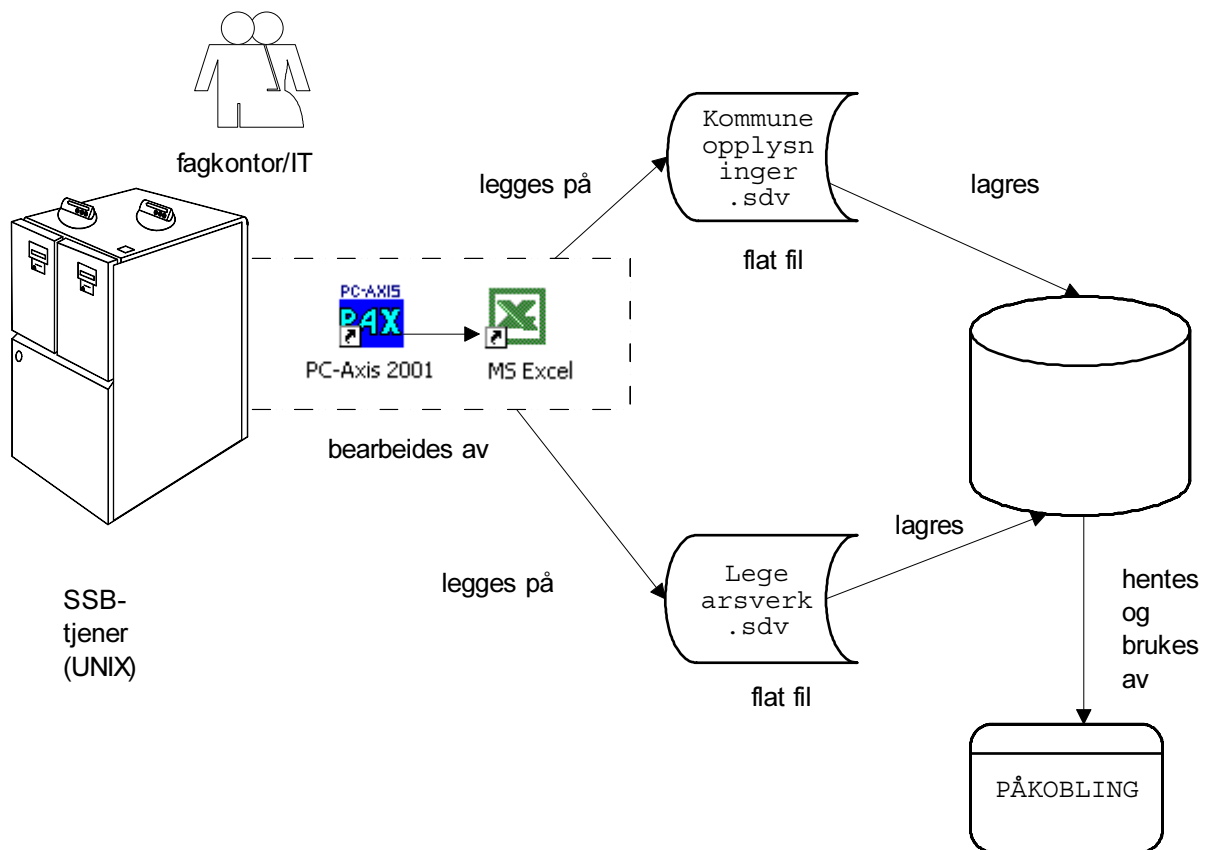 fagkontor/IT
Kommune
opplysn
inger
.sdv
legges på
lagres
flat fil
PC-AXIS
PAX
PC-Axis 2001
MS Excel
bearbeides av
lagres
legges på
Lege
arsverk
.sdv
flat fil
SSB-
tjener
(UNIX)
hentes
og
brukes
av
PÅKOBLING